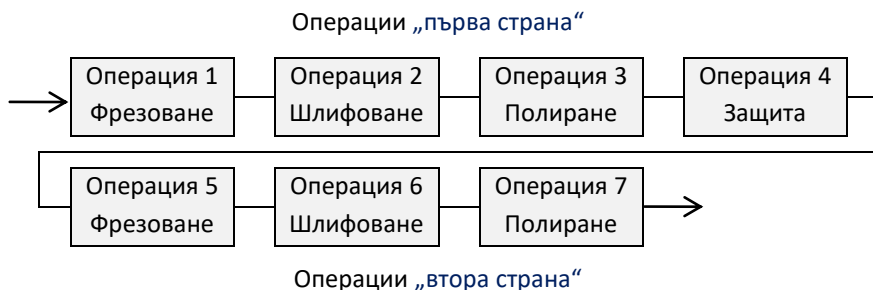 Операции „първа страна“
Операция 1
Фрезоване
Операция 2
Шлифоване
Операция 3
Полиране
Операция 4
Защита
Операция 5
Фрезоване
Операция 6
Шлифоване
Операция 7
Полиране
Операции „втора страна“